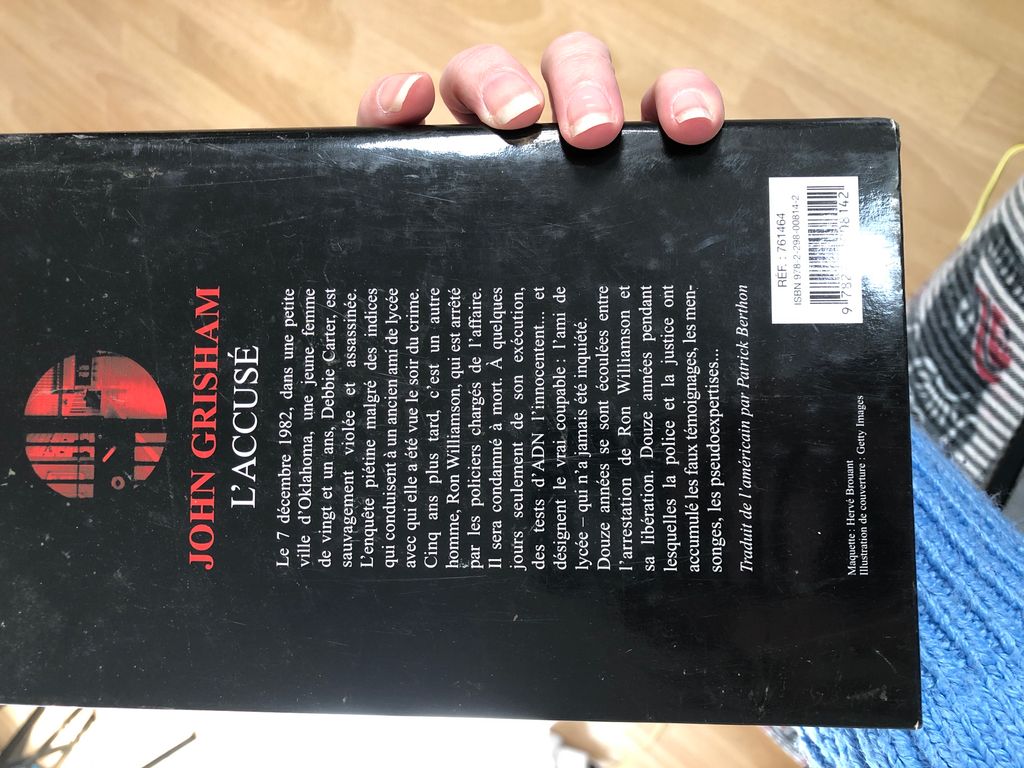 JOHN GRISHAM
L'ACCUSÉ
Le 7 décembre 1982, dans une petite
ville d'Oklahoma, une jeune femme
de vingt et un ans, Debbie Carter, est
sauvagement violée et assassinée.
L'enquête piétine malgré des indices
qui conduisent à un ancien ami de lycée
avec qui elle a été vue le soir du crime.
Cinq ans plus tard, c'est un autre
homme, Ron Williamson, qui est arrêté
par les policiers chargés de l'affaire.
Il sera condamné à mort. À quelques
jours seulement de son exécution,
des tests d'ADN l'innocentent... et
désignent le vrai coupable : l'ami de
lycée – qui n'a jamais été inquiété.
Douze années se sont écoulées entre
l'arrestation de Ron Williamson et
sa libération. Douze années pendant
lesquelles la police et la justice ont
accumulé les faux témoignages, les men-
songes, les pseudoexpertises...
Traduit de l'américain par Patrick Berthon
Maquette : Hervé Brouant
Illustration de couverture : Getty Images
RÉF. : 761464
ISBN 978-2-298-00814-2
9 782 08142